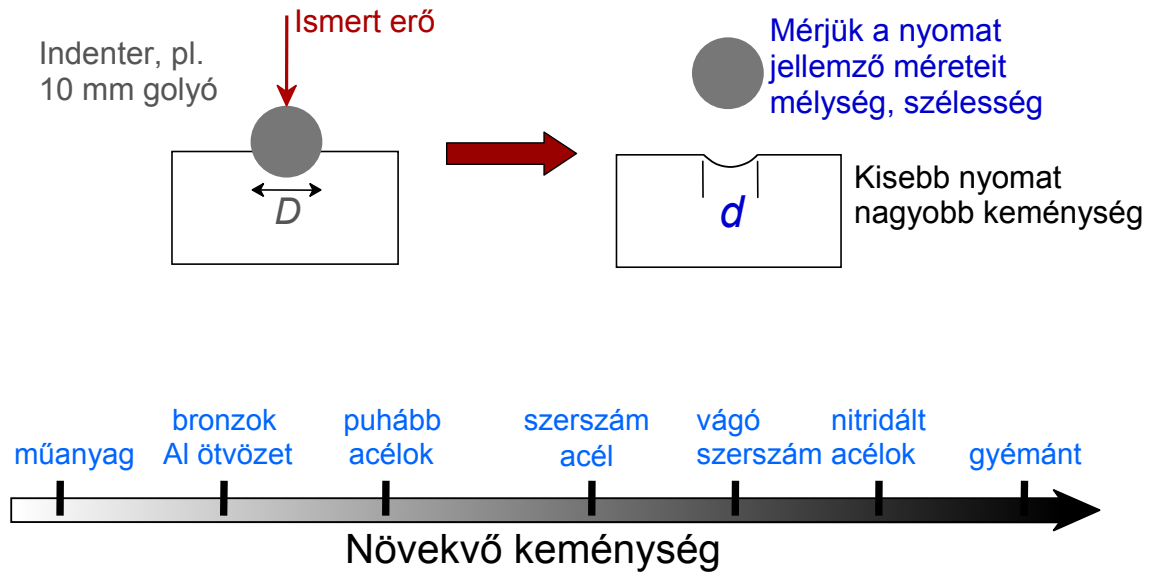 Ismert erő
Indenter, pl.
10 mm golyó
D
Mérjük a nyomat
jellemző méreteit
mélység, szélesség
d
Kisebb nyomat
nagyobb keménység
műanyag
bronzok
Al ötvözet
puhább
acélok
szerszám
acél
vágó
szerszám
nitridált
acélok
gyémánt
Növekvő keménység